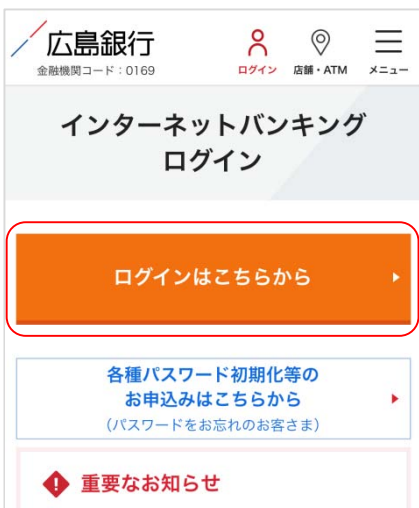 広島銀行
金融機関コード：0169
ログイン
店舗・ATM
メニュー
インターネットバンキング
ログイン
ログインはこちらから
各種パスワード初期化等の
お申込みはこちらから
（パスワードをお忘れのお客さま）
重要なお知らせ